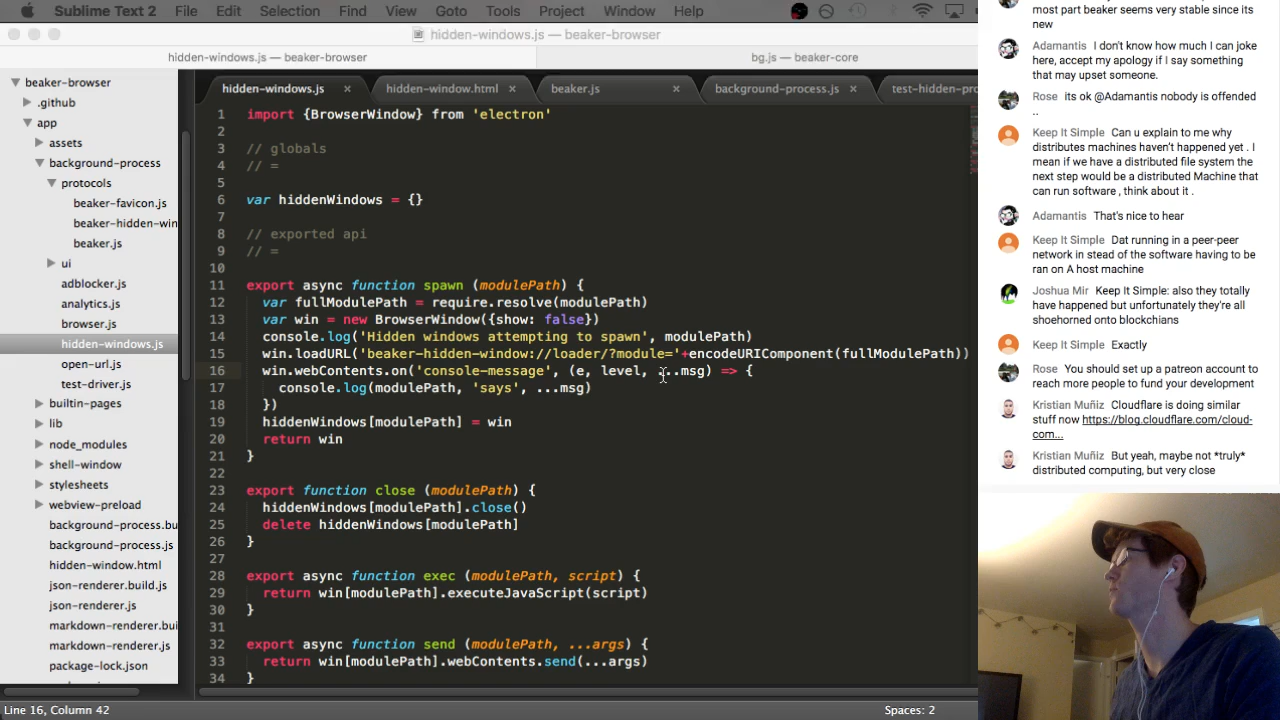 Sublime Text 2 File Edit Selection Find View Goto Tools Project Window Help
hidden-windows.js — beaker-browser
hidden-windows.js — beaker-browser
bg.js — beaker-core
beaker-browser
.github
app
assets
background-process
protocols
beaker-favicon.js
beaker-hidden-win
beaker.js
ui
adblocker.js
analytics.js
browser.js
hidden-windows.js
open-url.js
test-driver.js
builtin-pages
lib
node_modules
shell-window
stylesheets
webview-preload
background-process.bu
background-process.js
hidden-window.html
json-renderer.build.js
json-renderer.js
markdown-renderer.bui
markdown-renderer.js
package-lock.json
hidden-windows.js × hidden-window.html × beaker.js × background-process.js × test-hidden-pro
1 import {BrowserWindow} from 'electron'
2
3 // globals
4 // =
5
6 var hiddenWindows = {}
7
8 // exported api
9 // =
10
11 export async function spawn (modulePath) {
12 var fullModulePath = require.resolve(modulePath)
13 var win = new BrowserWindow({show: false})
14 console.log('Hidden windows attempting to spawn', modulePath)
15 win.loadURL('beaker-hidden-window://loader/?module='+encodeURIComponent(fullModulePath))
16 win.webContents.on('console-message', (e, level, ...msg) => {
17 console.log(modulePath, 'says', ...msg)
18 })
19 hiddenWindows[modulePath] = win
20 return win
21 }
22
23 export function close (modulePath) {
24 hiddenWindows[modulePath].close()
25 delete hiddenWindows[modulePath]
26 }
27
28 export async function exec (modulePath, script) {
29 return win[modulePath].executeJavaScript(script)
30 }
31
32 export async function send (modulePath, ...args) {
33 return win[modulePath].webContents.send(...args)
34 }
Line 16, Column 42
Spaces: 2
most part beaker seems very stable since its
new
Adamantis I don't know how much I can joke
here, accept my apology if I say something
that may upset someone.
Rose its ok @Adamantis nobody is offended
..
Keep It Simple Can u explain to me why
distributes machines haven't happened yet . I
mean if we have a distributed file system the
next step would be a distributed Machine that
can run software , think about it .
Adamantis That's nice to hear
Keep It Simple Dat running in a peer-peer
network in stead of the software having to be
ran on A host machine
Joshua Mir Keep It Simple: also they totally
have happened but unfortunately they're all
shoehorned onto blockchians
Keep It Simple Exactly
Rose You should set up a patreon account to
reach more people to fund your development
Kristian Muñiz Cloudflare is doing similar
stuff now https://blog.cloudflare.com/cloud-
com...
Kristian Muñiz But yeah, maybe not *truly*
distributed computing, but very close